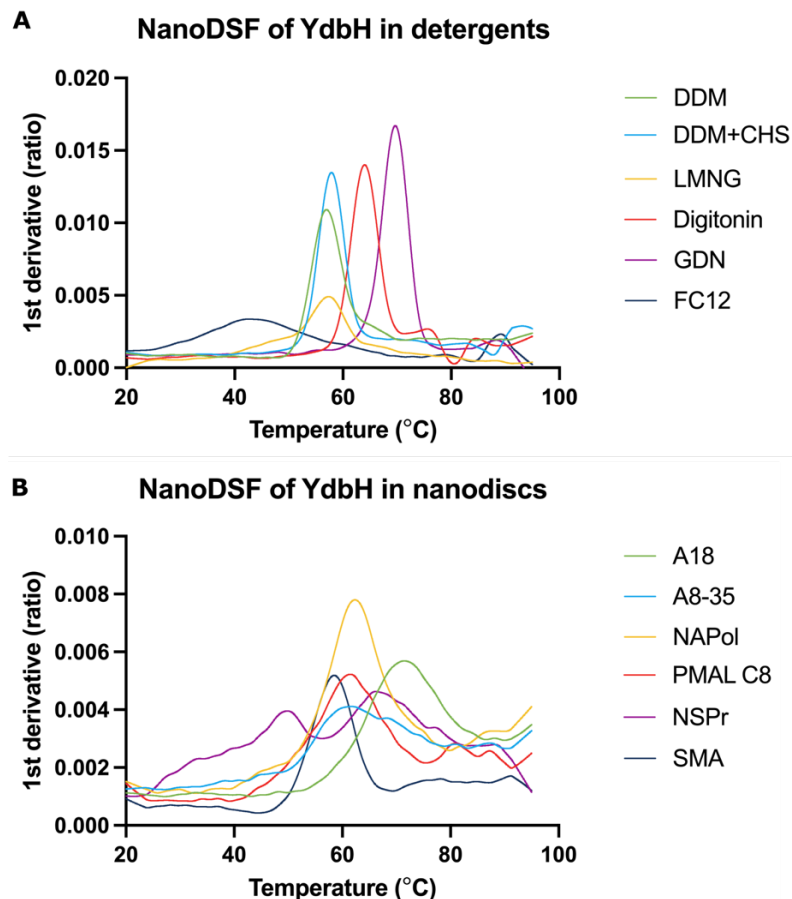 A
NanoDSF of YdbH in detergents
1st derivative (ratio)
0.020
0.015
0.010
0.005
0.000
20 40 60 80 100
Temperature (°C)
DDM
DDM+CHS
LMNG
Digitonin
GDN
FC12
B
NanoDSF of YdbH in nanodiscs
1st derivative (ratio)
0.010
0.008
0.006
0.004
0.002
0.000
20 40 60 80 100
Temperature (°C)
A18
A8-35
NAPol
PMAL C8
NSPr
SMA